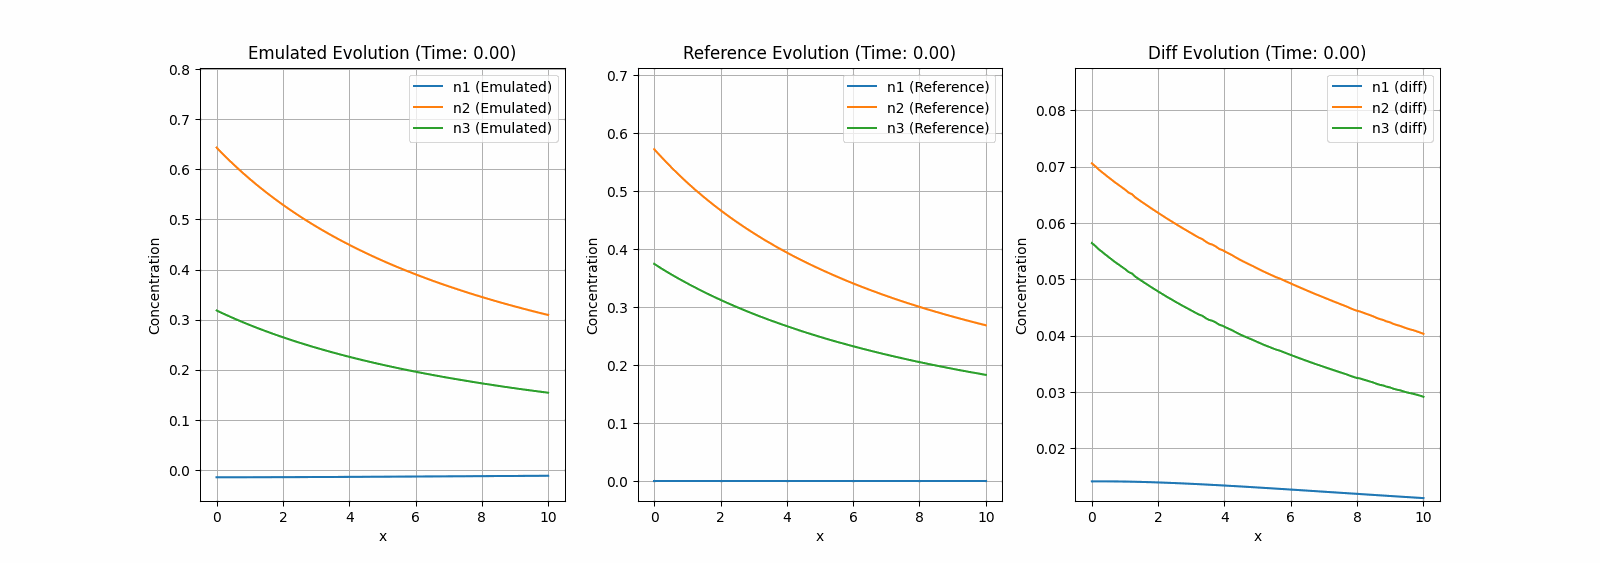 Emulated Evolution (Time: 0.00)
0.8
0.7
0.6
0.5
0.4
0.3
0.2
0.1
0.0
Concentration
n1 (Emulated)
n2 (Emulated)
n3 (Emulated)
0 2 4 6 8 10
x
Reference Evolution (Time: 0.00)
0.7
0.6
0.5
0.4
0.3
0.2
0.1
0.0
Concentration
n1 (Reference)
n2 (Reference)
n3 (Reference)
0 2 4 6 8 10
x
Diff Evolution (Time: 0.00)
0.08
0.07
0.06
0.05
0.04
0.03
0.02
Concentration
n1 (diff)
n2 (diff)
n3 (diff)
0 2 4 6 8 10
x